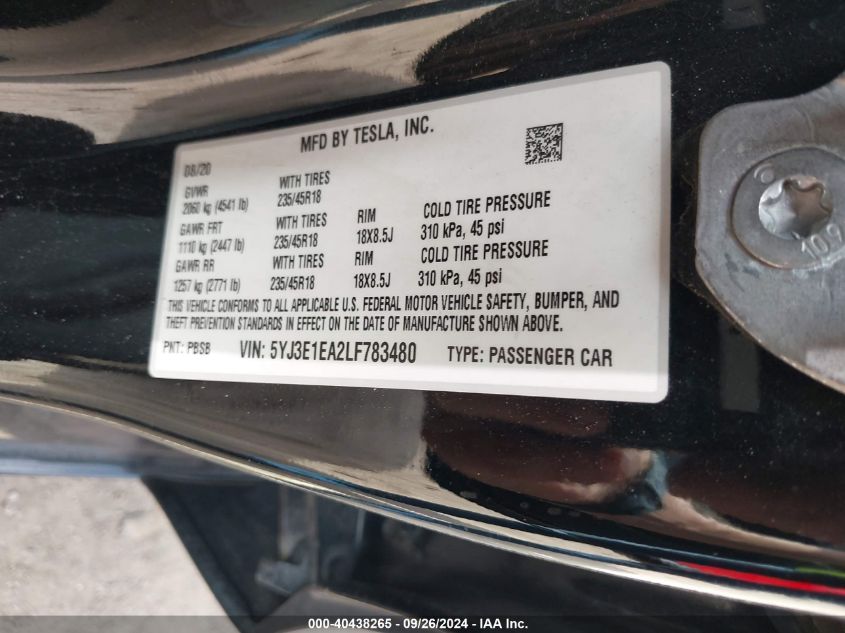 MFD BY TESLA, INC.
08/20
GVWR WITH TIRES
2060 kg (4541 lb) 235/45R18
GAWR FRT WITH TIRES RIM COLD TIRE PRESSURE
1110 kg (2447 lb) 235/45R18 18X8.5J 310 kPa, 45 psi
GAWR RR WITH TIRES RIM COLD TIRE PRESSURE
1257 kg (2771 lb) 235/45R18 18X8.5J 310 kPa, 45 psi
THIS VEHICLE CONFORMS TO ALL APPLICABLE U.S. FEDERAL MOTOR VEHICLE SAFETY, BUMPER, AND
THEFT PREVENTION STANDARDS IN EFFECT ON THE DATE OF MANUFACTURE SHOWN ABOVE.
PNT: PBSB VIN: 5YJ3E1EA2LF783480 TYPE: PASSENGER CAR
000-40438265 - 09/26/2024 - IAA Inc.